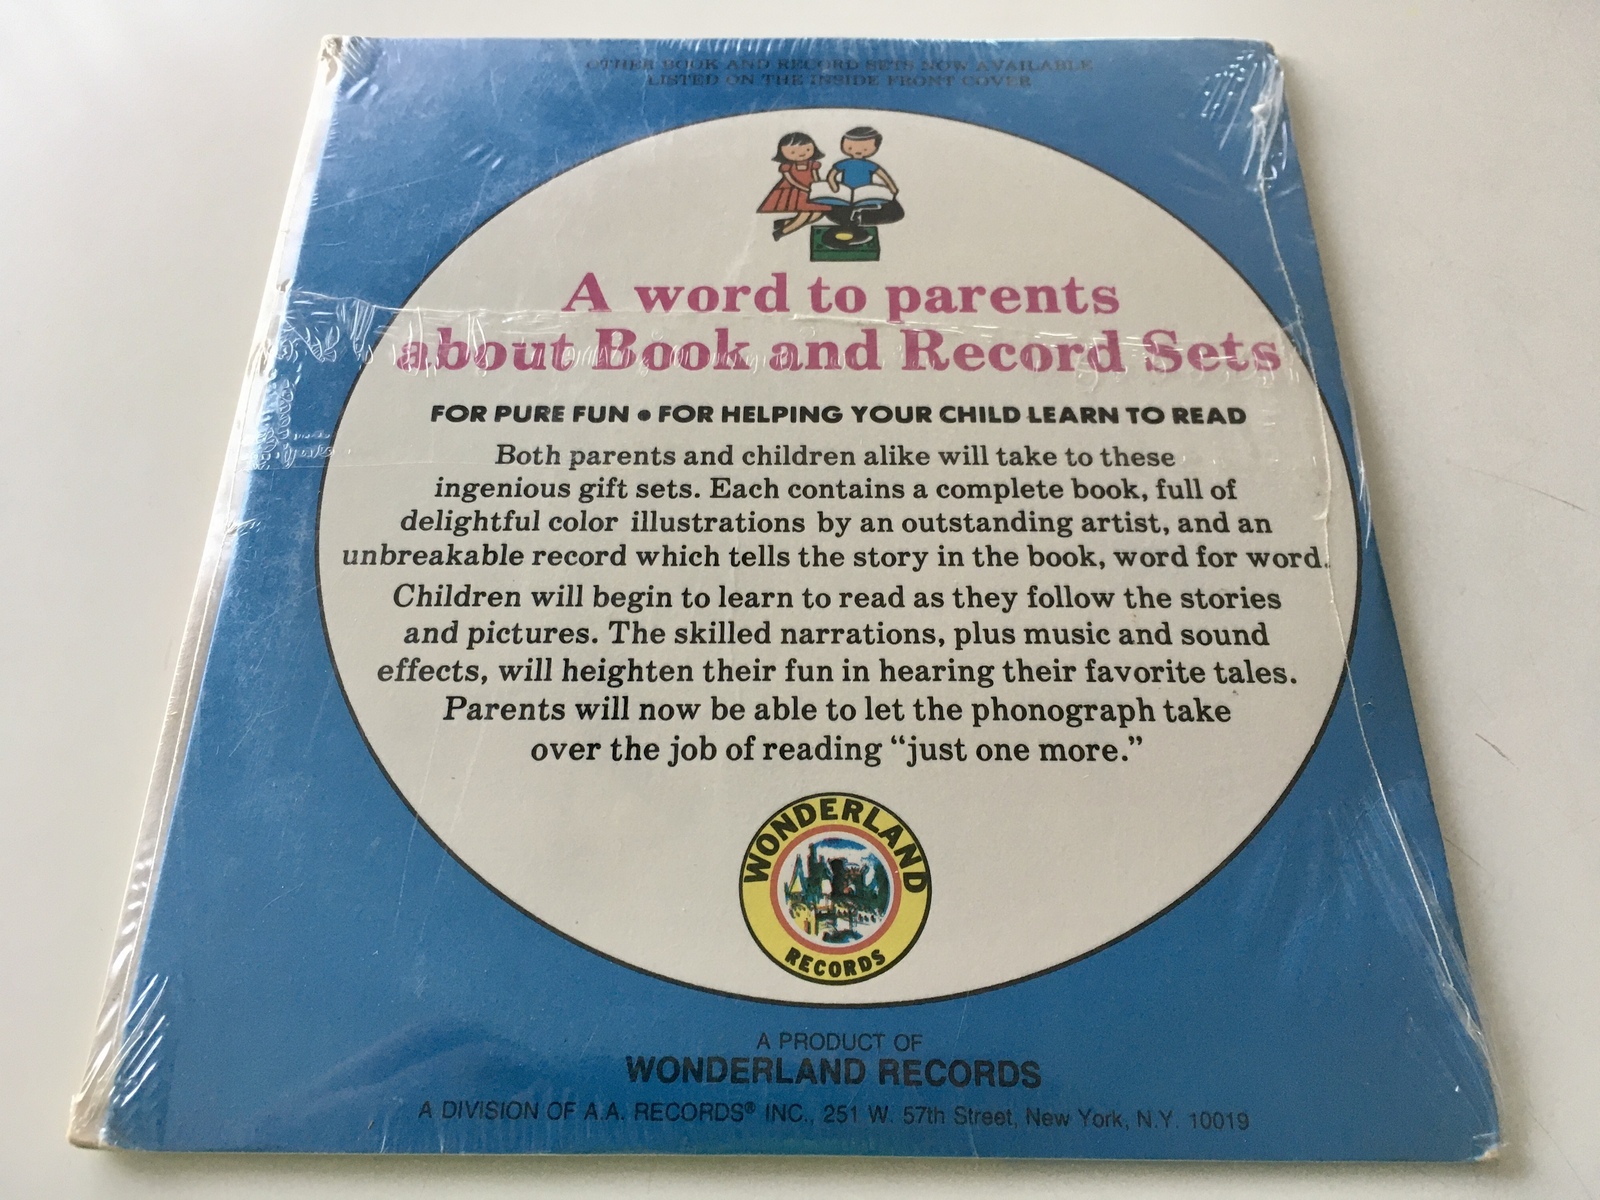 OTHER BOOK AND RECORD SETS NOW AVAILABLE
LISTED ON THE INSIDE FRONT COVER
A word to parents
about Book and Record Sets
FOR PURE FUN • FOR HELPING YOUR CHILD LEARN TO READ
Both parents and children alike will take to these
ingenious gift sets. Each contains a complete book, full of
delightful color illustrations by an outstanding artist, and an
unbreakable record which tells the story in the book, word for word.
Children will begin to learn to read as they follow the stories
and pictures. The skilled narrations, plus music and sound
effects, will heighten their fun in hearing their favorite tales.
Parents will now be able to let the phonograph take
over the job of reading “just one more.”
WONDERLAND
RECORDS
A PRODUCT OF
WONDERLAND RECORDS
A DIVISION OF A.A. RECORDS® INC., 251 W. 57th Street, New York, N.Y. 10019